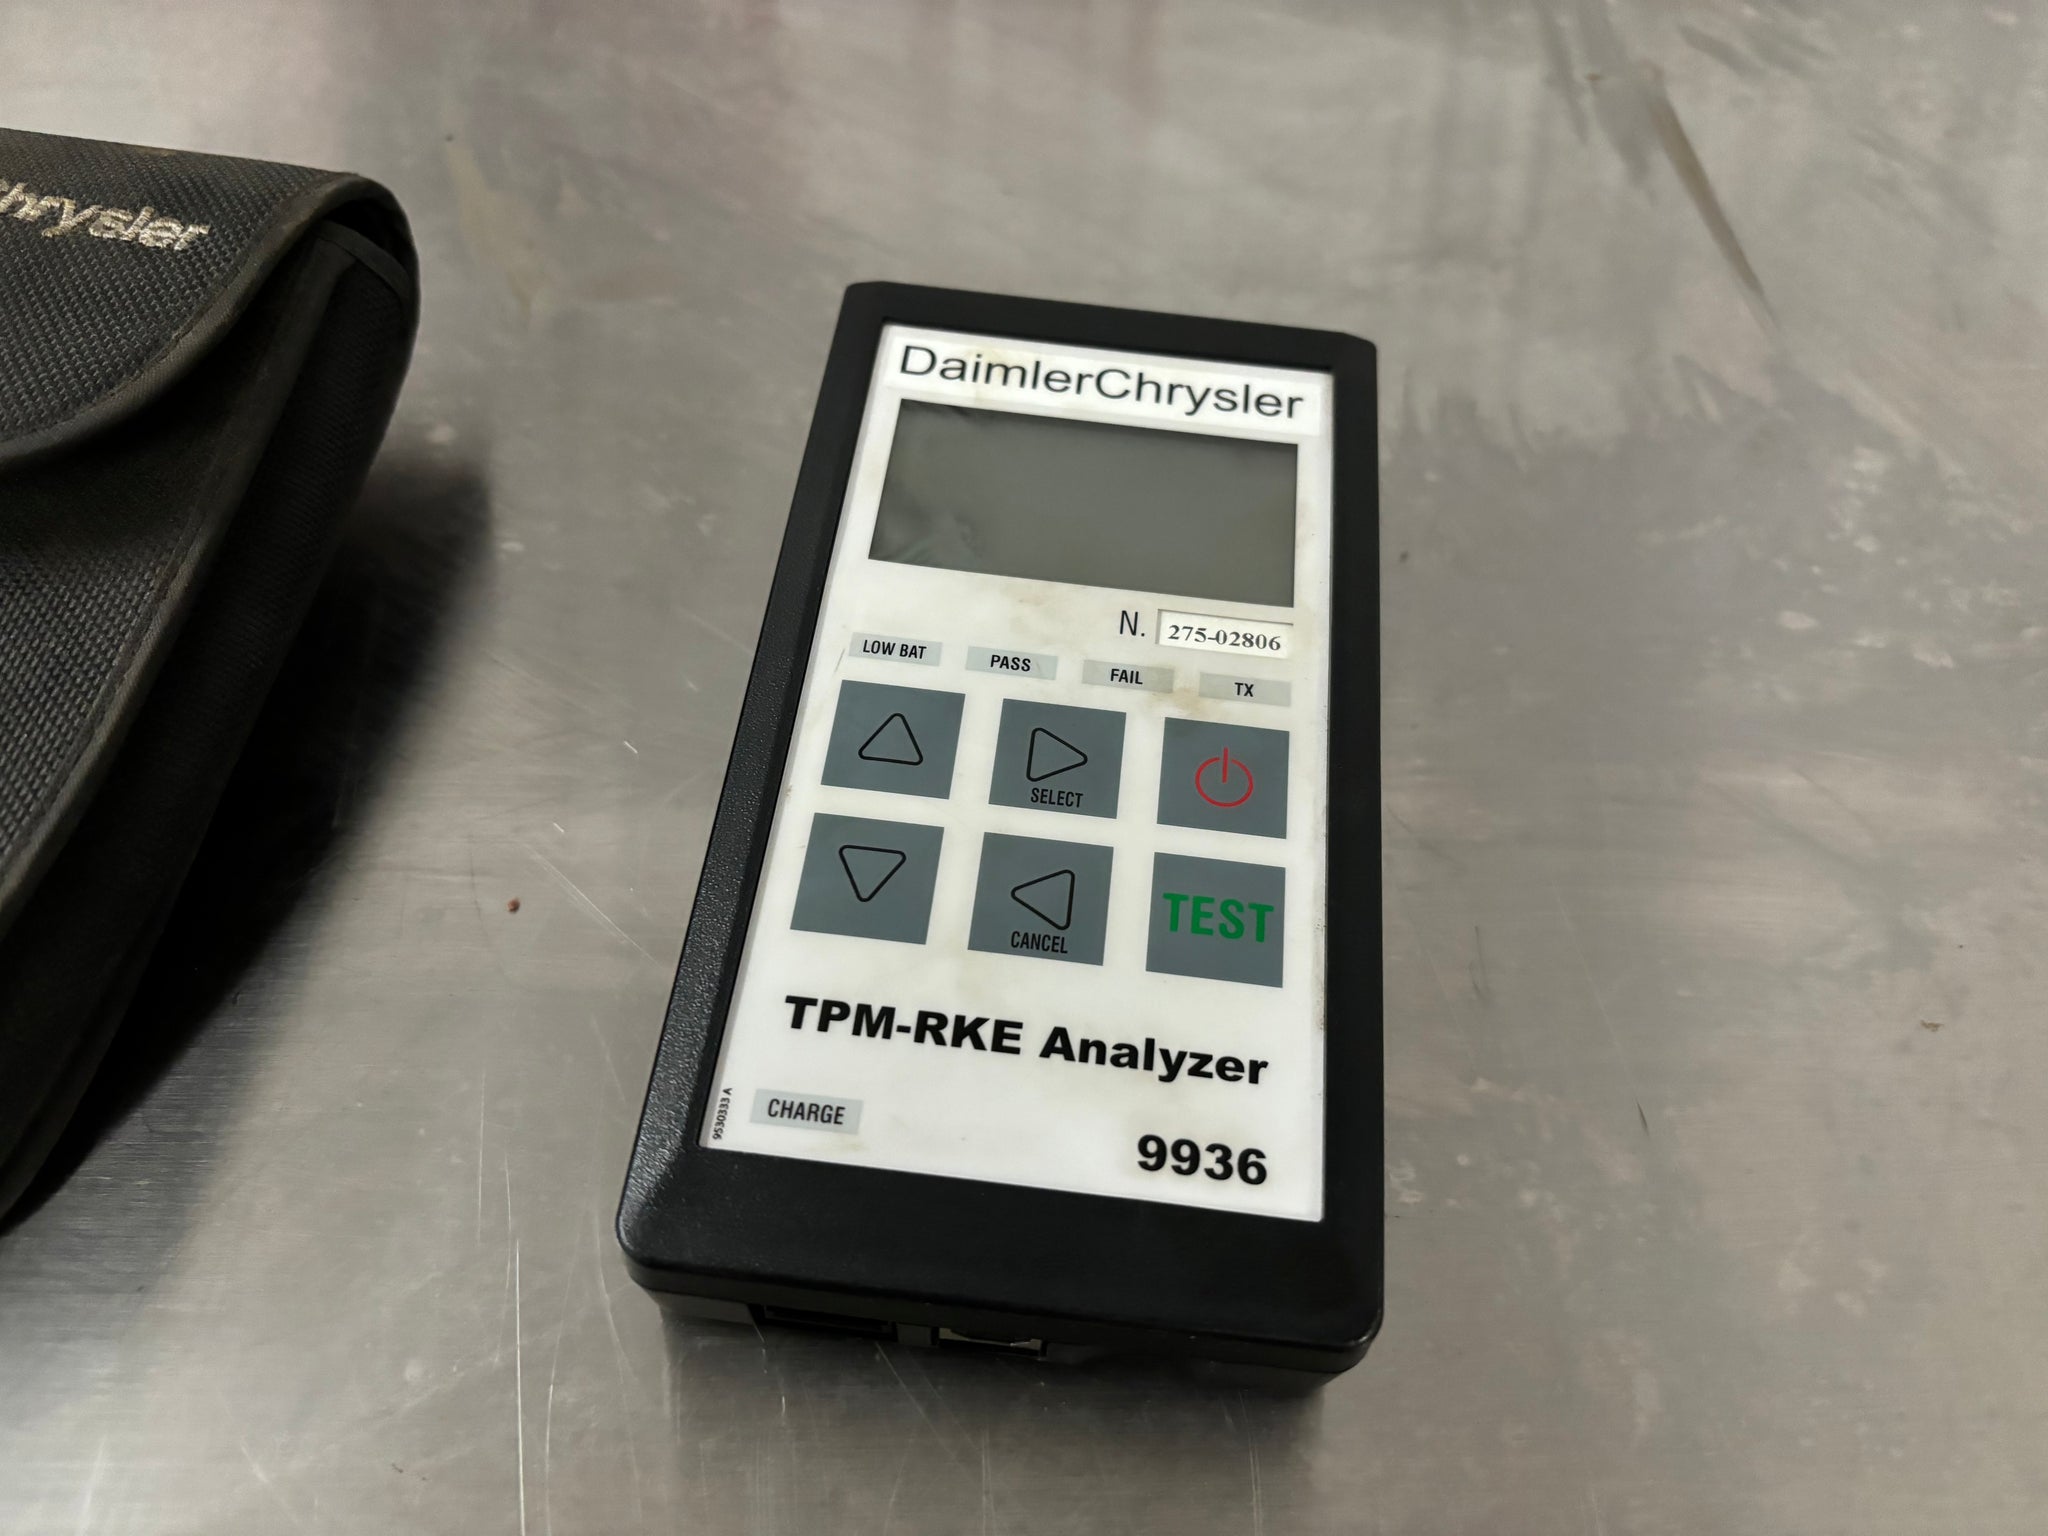 hrysler
DaimlerChrysler
N. 275-02806
LOW BAT PASS FAIL TX
SELECT
CANCEL
TEST
TPM-RKE Analyzer
9530333 A
CHARGE
9936